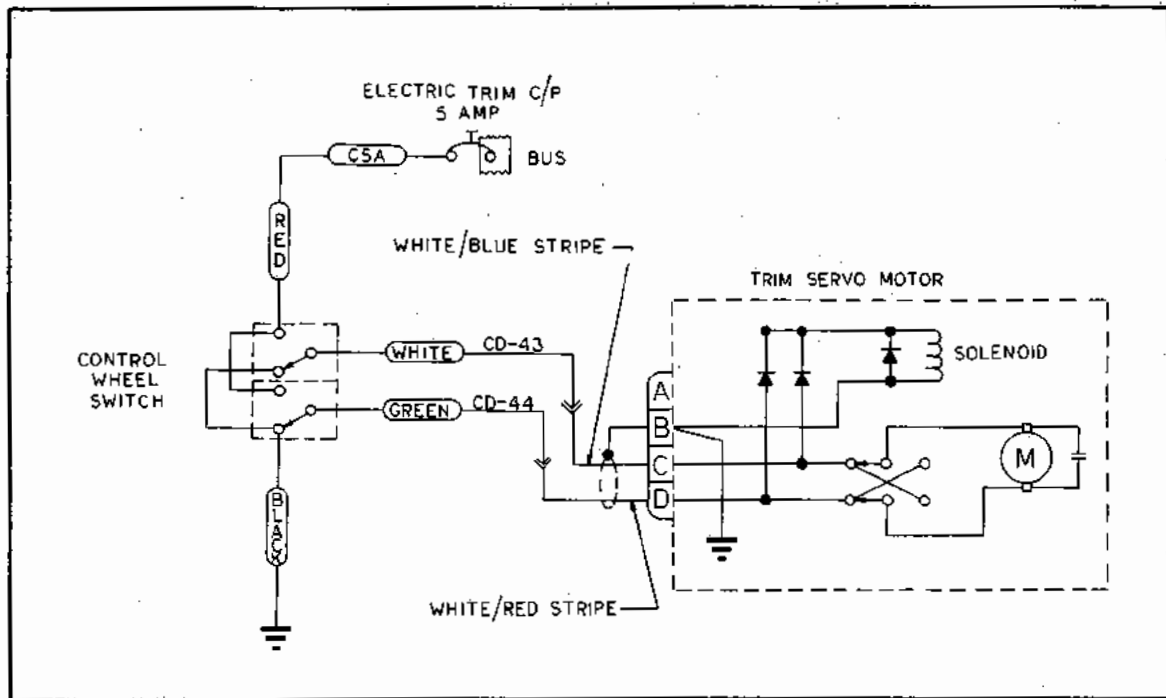 ELECTRIC TRIM C/P
5 AMP
C5A
BUS
RED
WHITE/BLUE STRIPE
TRIM SERVO MOTOR
CONTROL
WHEEL
SWITCH
WHITE
CD-43
SOLENOID
GREEN
CD-44
A
B
C
D
M
BLACK
WHITE/RED STRIPE